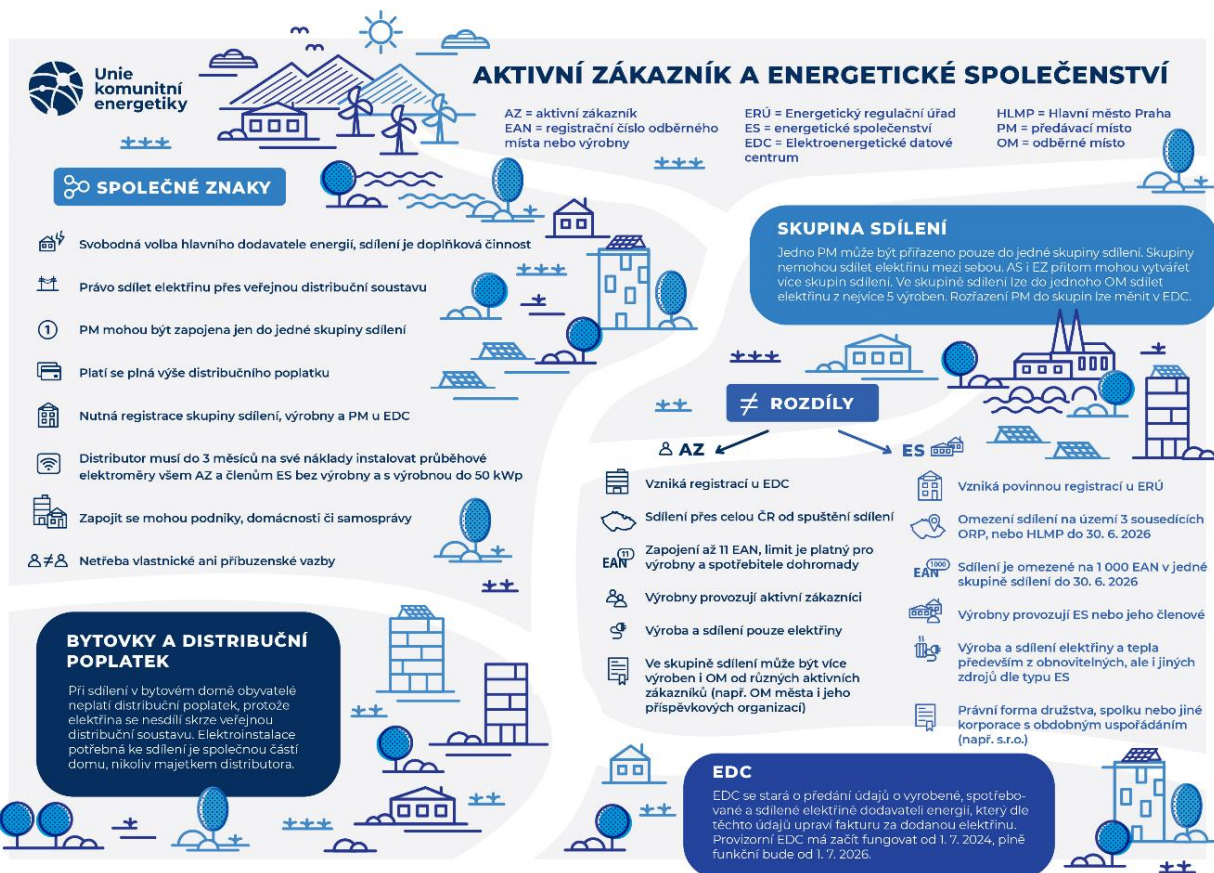 Unie
komunitní
energetiky
AKTIVNÍ ZÁKAZNÍK A ENERGETICKÉ SPOLEČENSTVÍ
AZ = aktivní zákazník
EAN = registrační číslo odběrného
místa nebo výrobny
ERÚ = Energetický regulační úřad
ES = energetické společenství
EDC = Elektroenergetické datové
centrum
HLMP = Hlavní město Praha
PM = předávací místo
OM = odběrné místo
SPOLEČNÉ ZNAKY
Svobodná volba hlavního dodavatele energií, sdílení je doplňková činnost
Právo sdílet elektřinu přes veřejnou distribuční soustavu
1
PM mohou být zapojena jen do jedné skupiny sdílení
Platí se plná výše distribučního poplatku
Nutná registrace skupiny sdílení, výrobny a PM u EDC
Distributor musí do 3 měsíců na své náklady instalovat průběhové
elektroměry všem AZ a členům ES bez výrobny a s výrobnou do 50 kWp
Zapojit se mohou podniky, domácnosti či samosprávy
Netřeba vlastnické ani příbuzenské vazby
SKUPINA SDÍLENÍ
Jedno PM může být přiřazeno pouze do jedné skupiny sdílení. Skupiny
nemohou sdílet elektřinu mezi sebou. AS i EZ přitom mohou vytvářet
více skupin sdílení. Ve skupině sdílení lze do jednoho OM sdílet
elektřinu z nejvíce 5 výroben. Rozřazení PM do skupin lze měnit v EDC.
≠ ROZDÍLY
AZ
Vzniká registrací u EDC
Sdílení přes celou ČR od spuštění sdílení
EAN 11
Zapojení až 11 EAN, limit je platný pro
výrobny a spotřebitele dohromady
Výrobny provozují aktivní zákazníci
Výroba a sdílení pouze elektřiny
Ve skupině sdílení může být více
výroben i OM od různých aktivních
zákazníků (např. OM města i jeho
příspěvkových organizací)
ES
Vzniká povinnou registrací u ERÚ
Omezení sdílení na území 3 sousedících
ORP, nebo HLMP do 30. 6. 2026
EAN 1000
Sdílení je omezené na 1 000 EAN v jedné
skupině sdílení do 30. 6. 2026
Výrobny provozují ES nebo jeho členové
Výroba a sdílení elektřiny a tepla
především z obnovitelných, ale i jiných
zdrojů dle typu ES
Právní forma družstva, spolku nebo jiné
korporace s obdobným uspořádáním
(např. s.r.o.)
BYTOVKY A DISTRIBUČNÍ
POPLATEK
Při sdílení v bytovém domě obyvatelé
neplatí distribuční poplatek, protože
elektřina se nesdílí skrze veřejnou
distribuční soustavu. Elektroinstalace
potřebná ke sdílení je společnou částí
domu, nikoliv majetkem distributora.
EDC
EDC se stará o předání údajů o vyrobené, spotřebo-
vané a sdílené elektřině dodavateli energií, který dle
těchto údajů upraví fakturu za dodanou elektřinu.
Provizorní EDC má začít fungovat od 1. 7. 2024, plně
funkční bude od 1. 7. 2026.